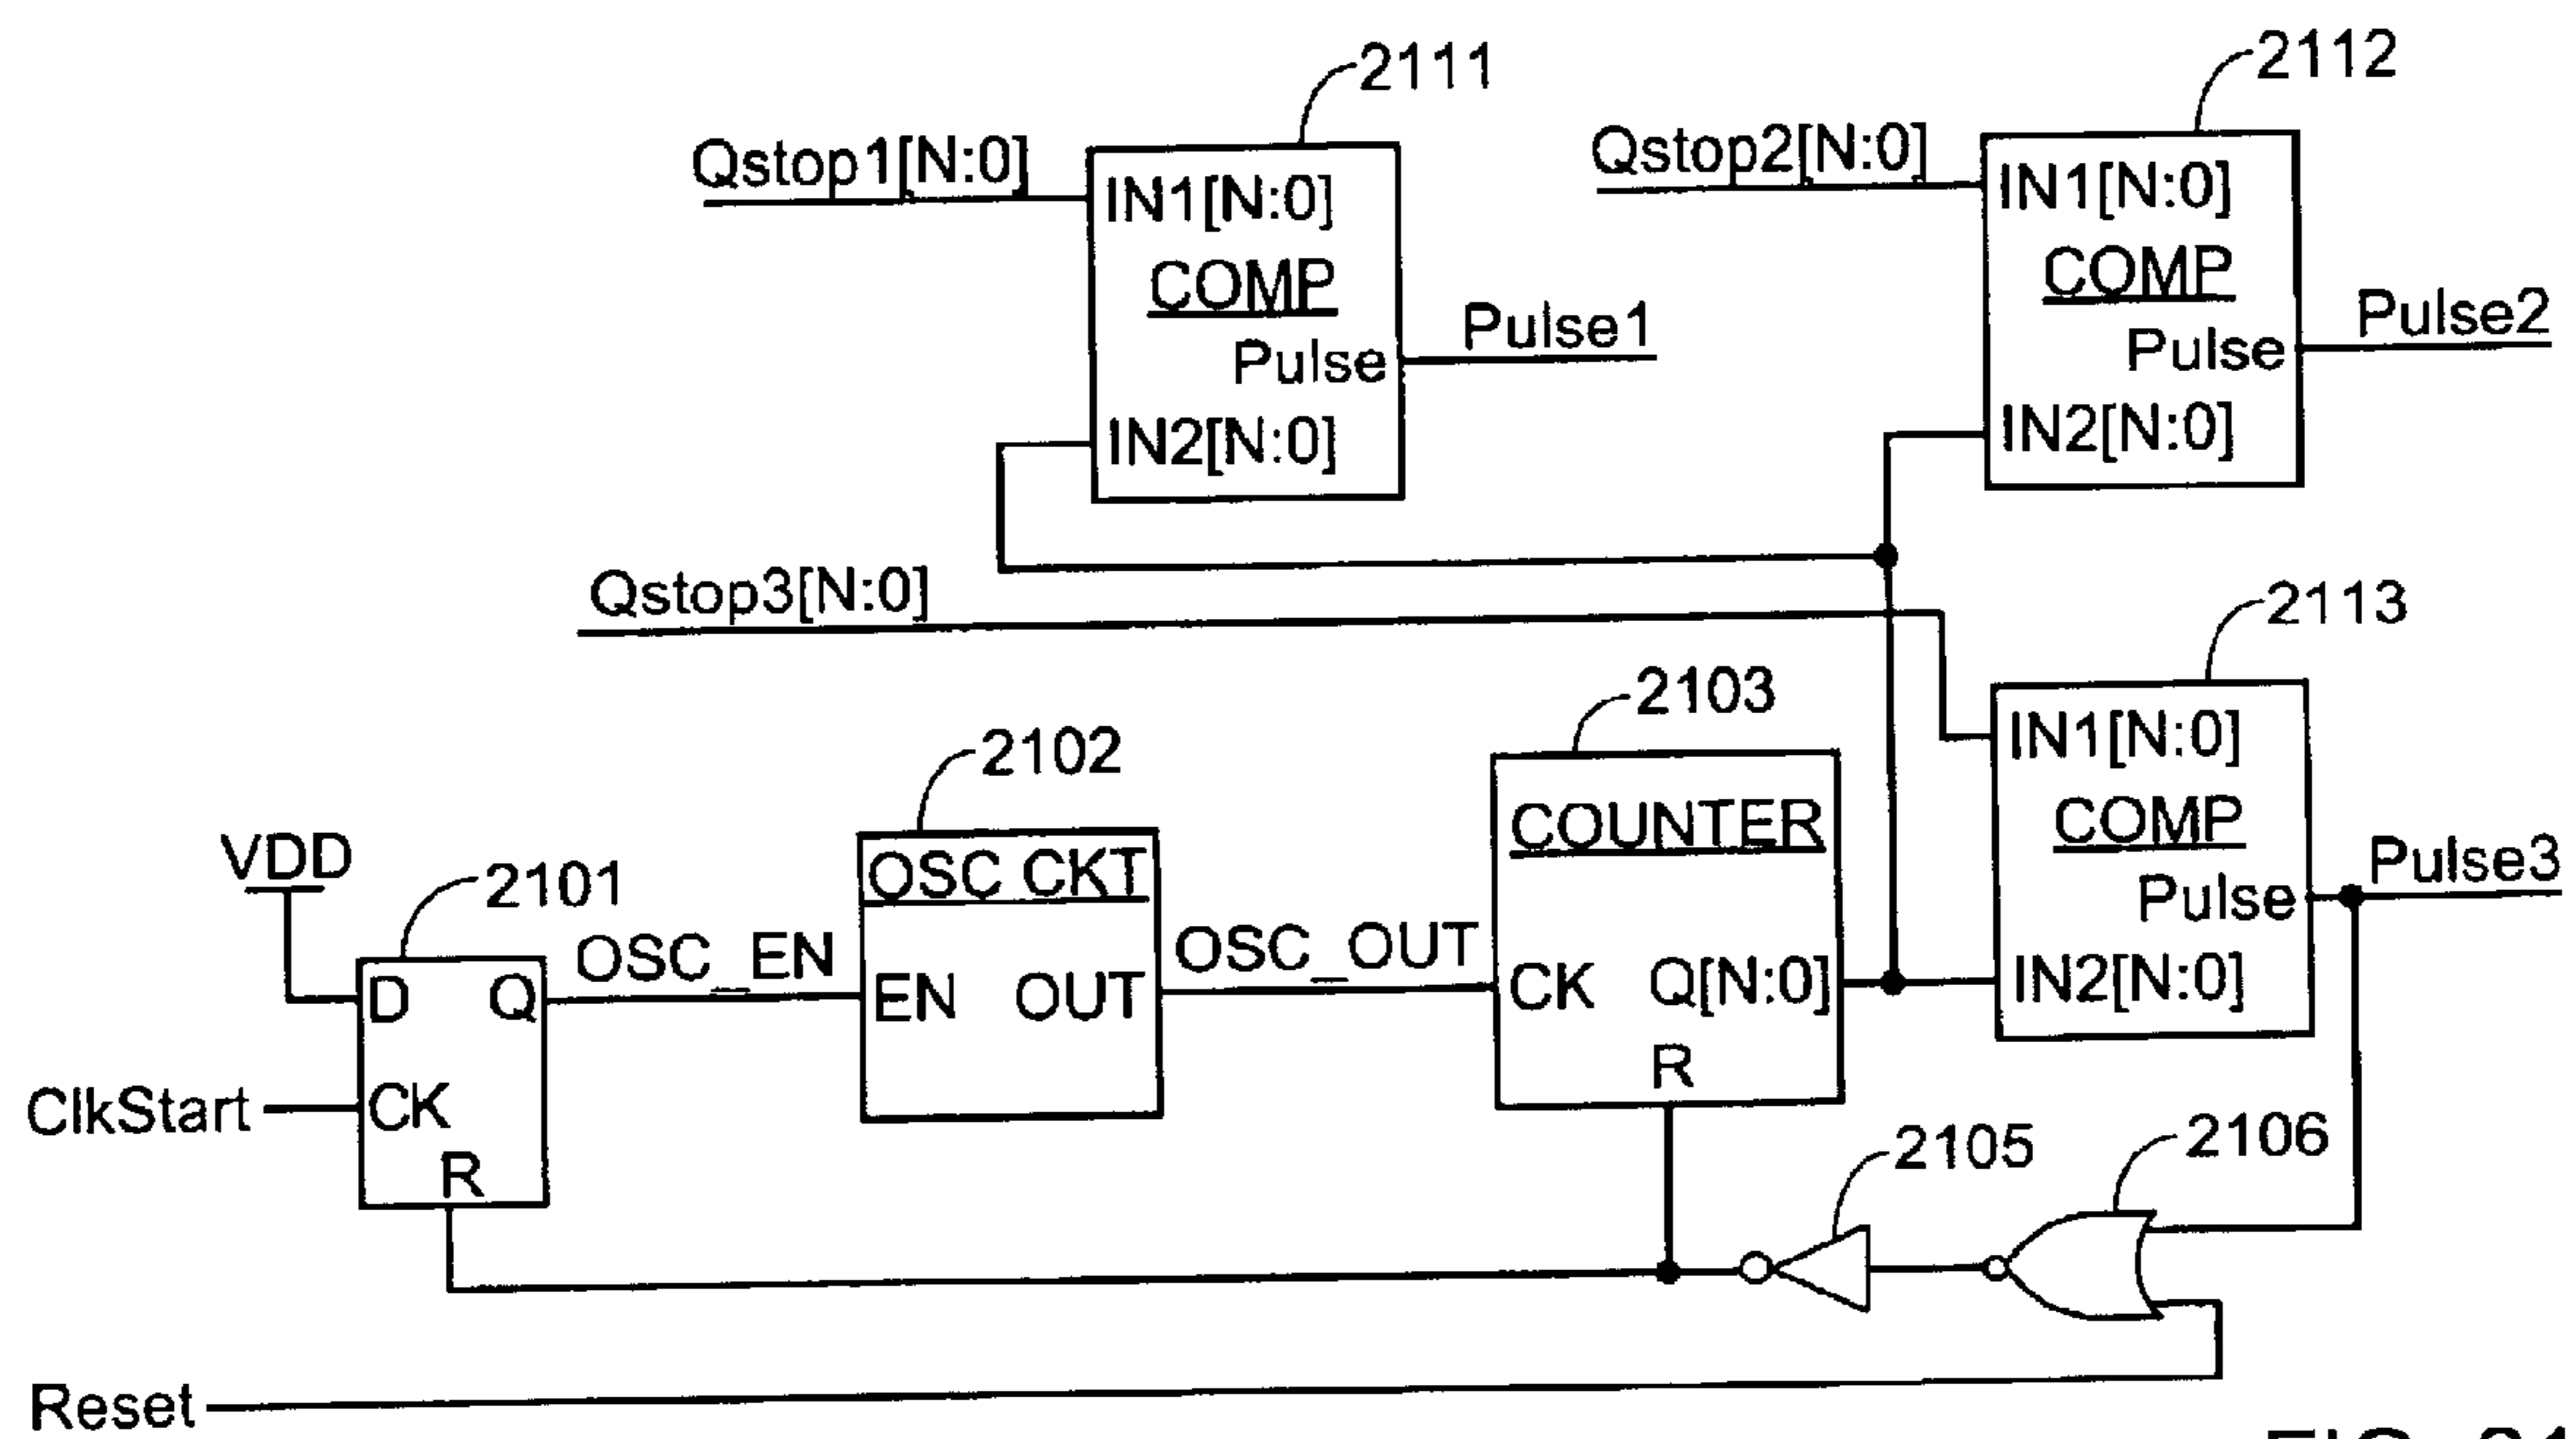 2111
2112
Qstop1[N:0]
IN1[N:0]
COMP
Pulse
IN2[N:0]
Pulse1
Qstop2[N:0]
IN1[N:0]
COMP
Pulse
IN2[N:0]
Pulse2
Qstop3[N:0]
2113
IN1[N:0]
COMP
Pulse
IN2[N:0]
Pulse3
2103
COUNTER
CK Q[N:0]
R
2102
OSC CKT
EN OUT
OSC_OUT
VDD
2101
D Q
CK
R
OSC_EN
ClkStart
2105
2106
Reset